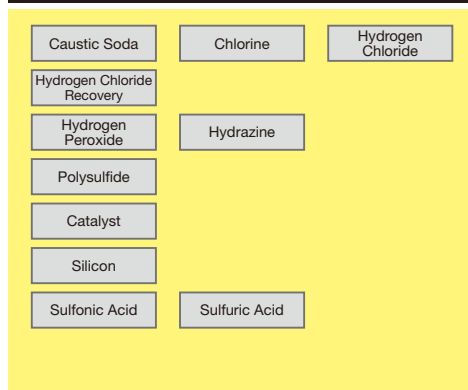 Caustic Soda
Chlorine
Hydrogen
Chloride
Hydrogen Chloride
Recovery
Hydrogen
Peroxide
Hydrazine
Polysulfide
Catalyst
Silicon
Sulfonic Acid
Sulfuric Acid